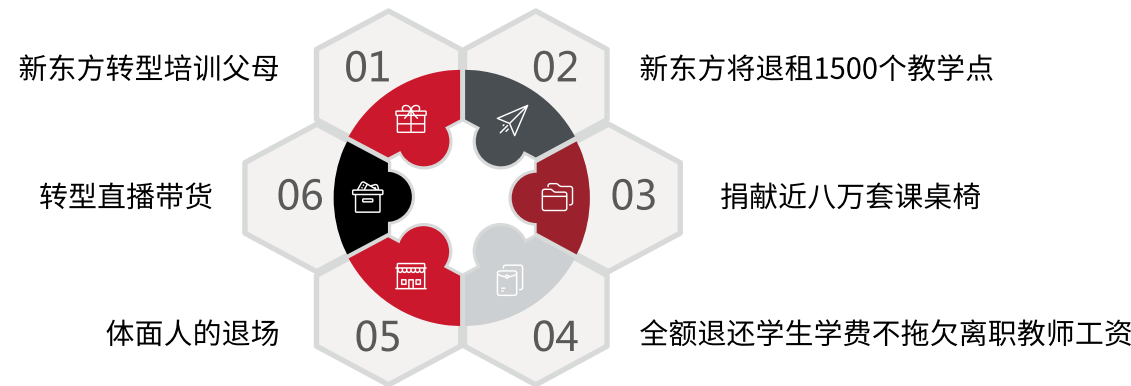 01
新东方转型培训父母
02
新东方将退租1500个教学点
03
捐献近八万套课桌椅
04
全额退还学生学费不拖欠离职教师工资
05
体面人的退场
06
转型直播带货